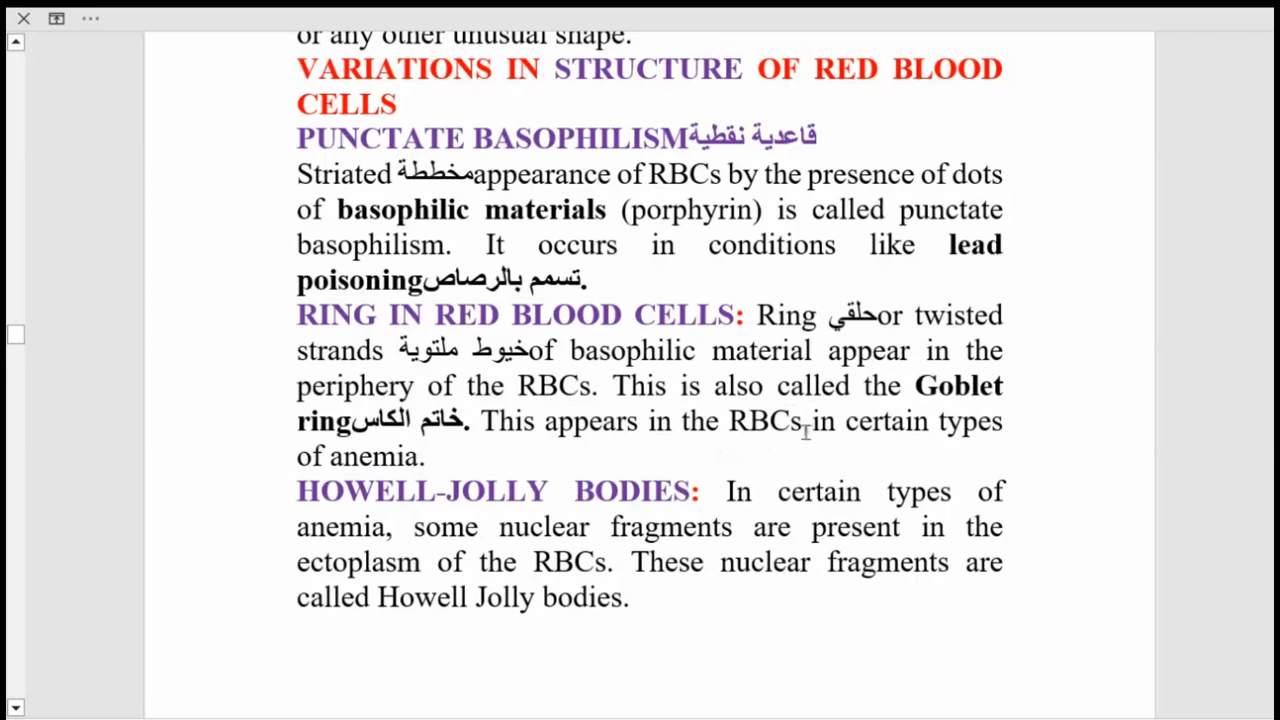 or any other unusual shape.
VARIATIONS IN STRUCTURE OF RED BLOOD
CELLS
PUNCTATE BASOPHILISMقاعدية نقطية
Striated مخططةappearance of RBCs by the presence of dots
of basophilic materials (porphyrin) is called punctate
basophilism. It occurs in conditions like lead
poisoningتسمم بالرصاص.
RING IN RED BLOOD CELLS: Ring حلقيor twisted
strands خيوط ملتويةof basophilic material appear in the
periphery of the RBCs. This is also called the Goblet
ringخاتم الكاس. This appears in the RBCs in certain types
of anemia.
HOWELL-JOLLY BODIES: In certain types of
anemia, some nuclear fragments are present in the
ectoplasm of the RBCs. These nuclear fragments are
called Howell Jolly bodies.